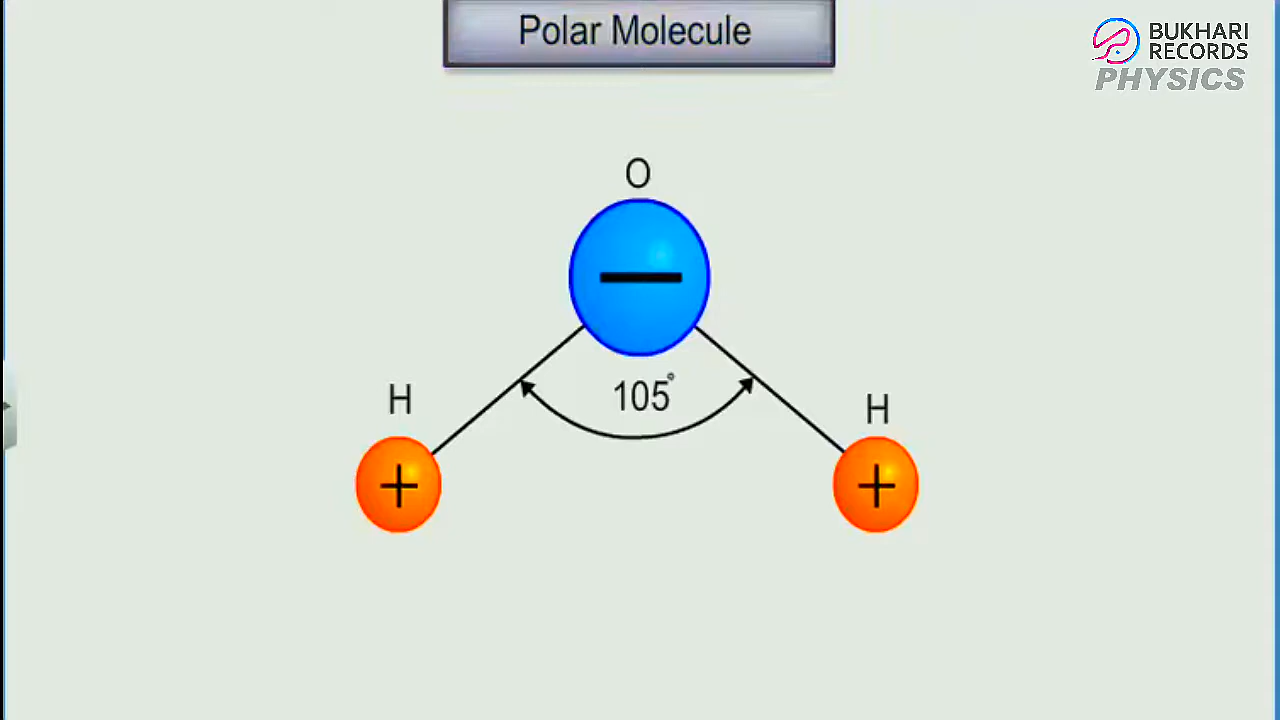 Polar Molecule
BUKHARI
RECORDS
PHYSICS
O
−
105°
H
H
+
+